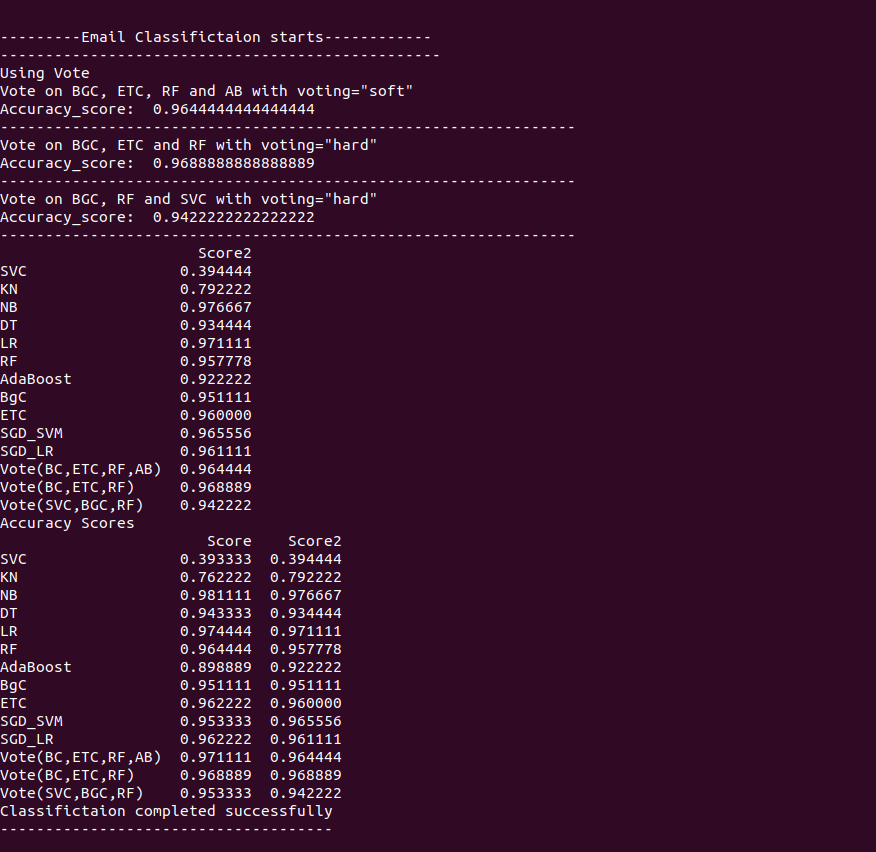 ---------Email Classifictaion starts------------
-------------------------------------------------
Using Vote
Vote on BGC, ETC, RF and AB with voting="soft"
Accuracy_score:  0.9644444444444444
----------------------------------------------------------------
Vote on BGC, ETC and RF with voting="hard"
Accuracy_score:  0.9688888888888889
----------------------------------------------------------------
Vote on BGC, RF and SVC with voting="hard"
Accuracy_score:  0.9422222222222222
----------------------------------------------------------------
                      Score2
SVC                 0.394444
KN                  0.792222
NB                  0.976667
DT                  0.934444
LR                  0.971111
RF                  0.957778
AdaBoost            0.922222
BgC                 0.951111
ETC                 0.960000
SGD_SVM             0.965556
SGD_LR              0.961111
Vote(BC,ETC,RF,AB)  0.964444
Vote(BC,ETC,RF)     0.968889
Vote(SVC,BGC,RF)    0.942222
Accuracy Scores
                       Score    Score2
SVC                 0.393333  0.394444
KN                  0.762222  0.792222
NB                  0.981111  0.976667
DT                  0.943333  0.934444
LR                  0.974444  0.971111
RF                  0.964444  0.957778
AdaBoost            0.898889  0.922222
BgC                 0.951111  0.951111
ETC                 0.962222  0.960000
SGD_SVM             0.953333  0.965556
SGD_LR              0.962222  0.961111
Vote(BC,ETC,RF,AB)  0.971111  0.964444
Vote(BC,ETC,RF)     0.968889  0.968889
Vote(SVC,BGC,RF)    0.953333  0.942222
Classifictaion completed successfully
-------------------------------------